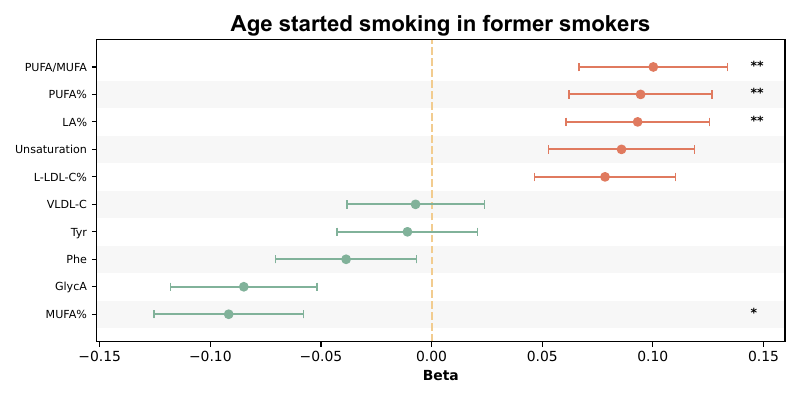 Age started smoking in former smokers
PUFA/MUFA **
PUFA% **
LA% **
Unsaturation
L-LDL-C%
VLDL-C
Tyr
Phe
GlycA
MUFA% *
−0.15 −0.10 −0.05 0.00 0.05 0.10 0.15
Beta